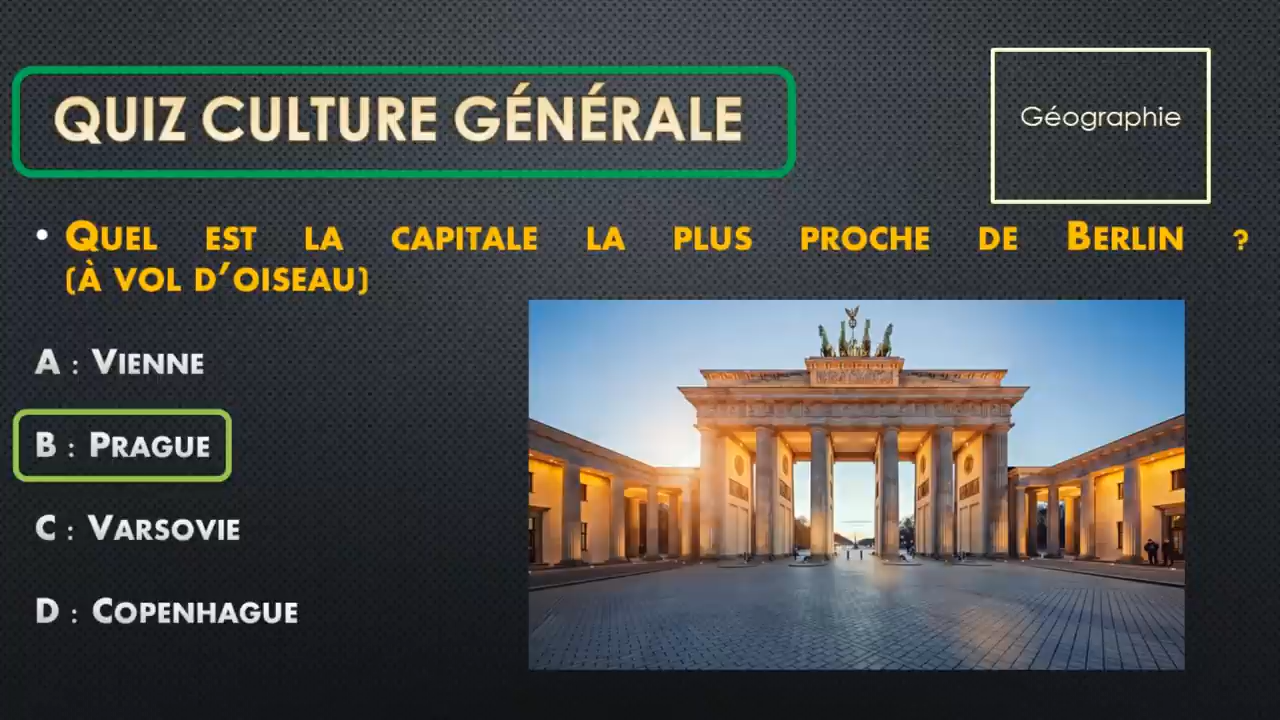 QUIZ CULTURE GÉNÉRALE
Géographie
• QUEL EST LA CAPITALE LA PLUS PROCHE DE BERLIN ?
(À VOL D’OISEAU)
A : VIENNE
B : PRAGUE
C : VARSOVIE
D : COPENHAGUE